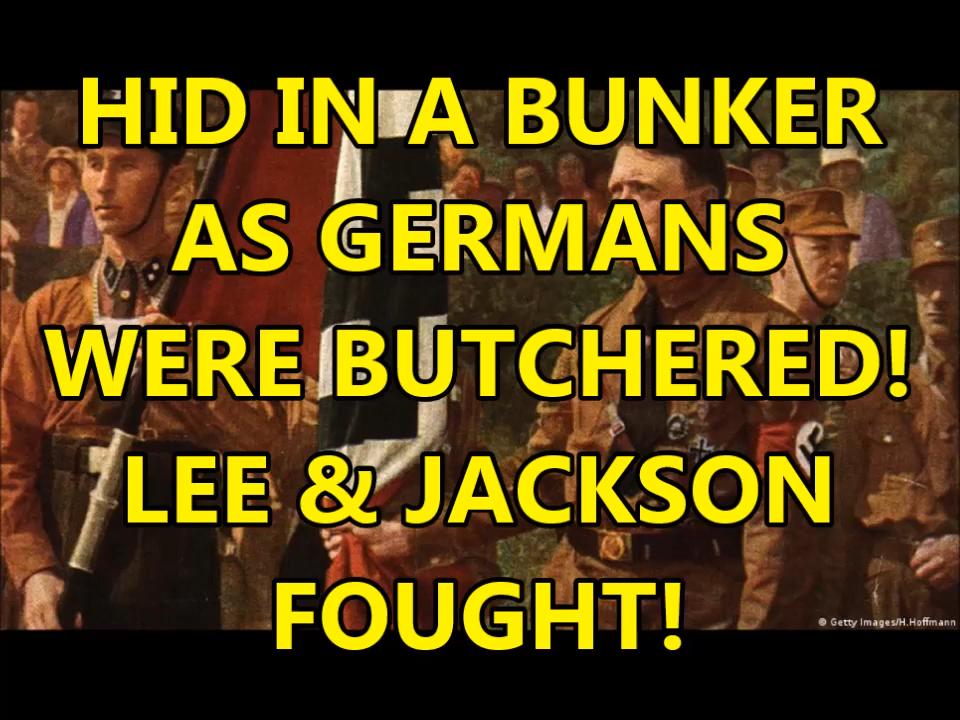 HID IN A BUNKER
AS GERMANS
WERE BUTCHERED!
LEE & JACKSON
FOUGHT!
© Getty Images/H.Hoffmann